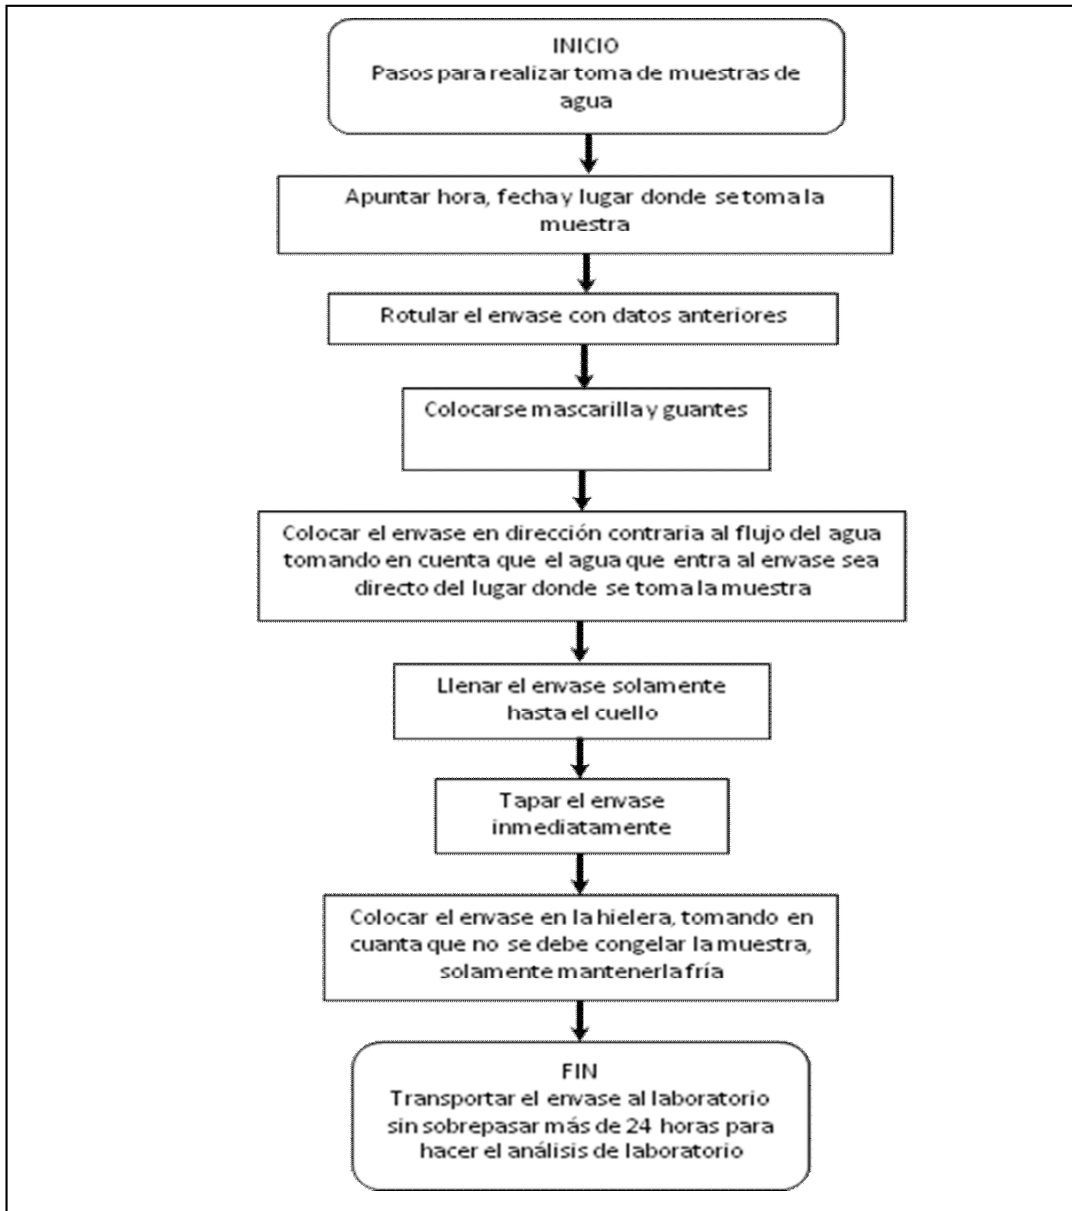 INICIO
Pasos para realizar toma de muestras de
agua
Apuntar hora, fecha y lugar donde se toma la
muestra
Rotular el envase con datos anteriores
Colocarse mascarilla y guantes
Colocar el envase en dirección contraria al flujo del agua
tomando en cuenta que el agua que entra al envase sea
directo del lugar donde se toma la muestra
Llenar el envase solamente
hasta el cuello
Tapar el envase
inmediatamente
Colocar el envase en la hielera, tomando en
cuanta que no se debe congelar la muestra,
solamente mantenerla fría
FIN
Transportar el envase al laboratorio
sin sobrepasar más de 24 horas para
hacer el análisis de laboratorio